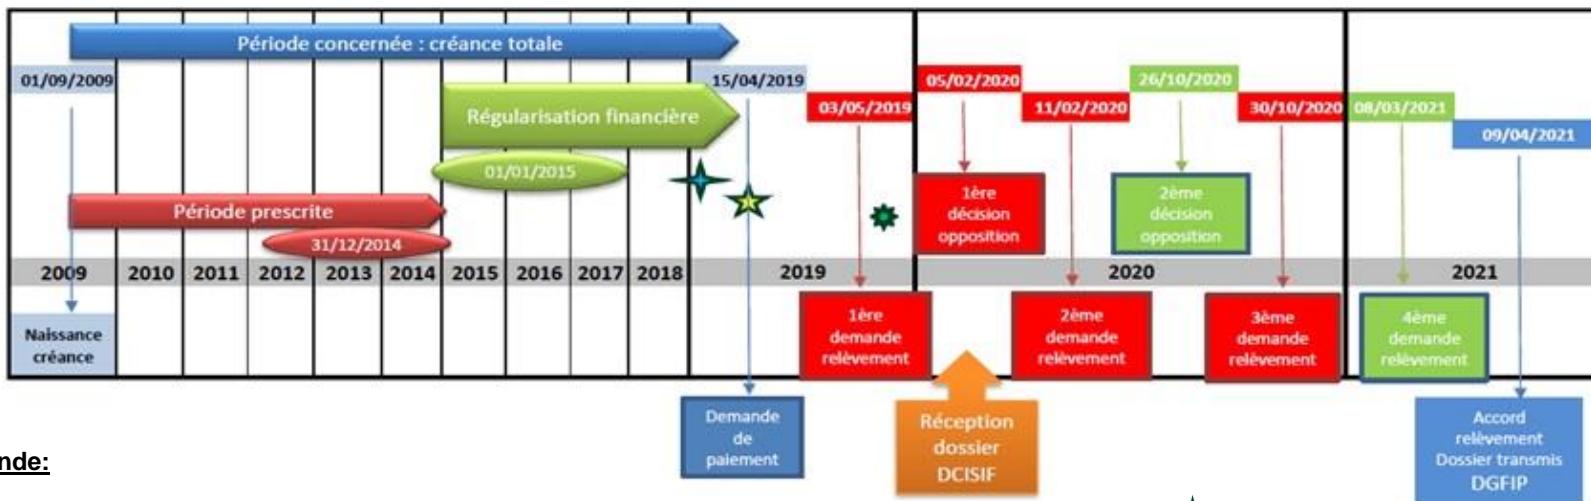 Période concernée : créance totale
01/09/2009
15/04/2019
05/02/2020
26/10/2020
03/05/2019
11/02/2020
30/10/2020
08/03/2021
09/04/2021
Régularisation financière
01/01/2015
Période prescrite
31/12/2014
1ère
décision
opposition
2ème
décision
opposition
2009 2010 2011 2012 2013 2014 2015 2016 2017 2018 2019 2020 2021
Naissance
créance
1ère
demande
relèvement
2ème
demande
relèvement
3ème
demande
relèvement
4ème
demande
relèvement
Demande
de
paiement
Réception
dossier
DCISIF
Accord
relèvement
Dossier transmis
DGFIP
nde: